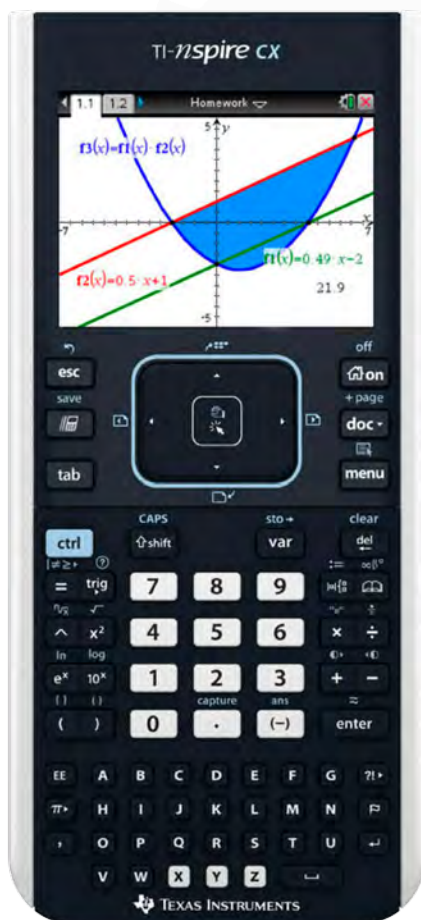 TI-nspire CX
1.1 1.2 Homework
5 y
f3(x)=f1(x)·f2(x)
-7 x 7
f1(x)=0.49·x−2
f2(x)=0.5·x+1
21.9
-5
off
esc on
save +page
doc
tab menu
CAPS sto→ clear
ctrl shift var del
[≠≥▸ ? := ∞β°
= trig 7 8 9
ⁿ√x √
^ x² 4 5 6 × ÷
ln log
eˣ 10ˣ 1 2 3 + −
[ ] { } capture ans ≈
( ) 0 . (−) enter
EE A B C D E F G ?!▸
π▸ H I J K L M N
, O P Q R S T U
V W X Y Z
TEXAS INSTRUMENTS